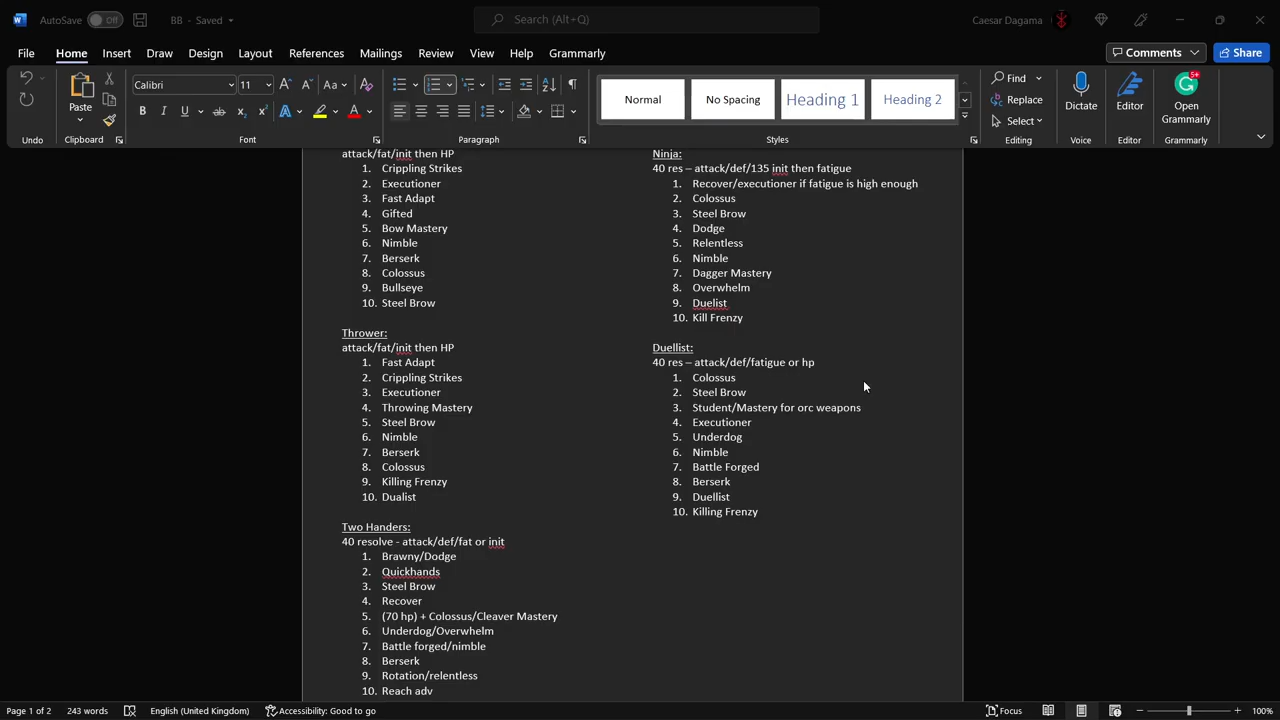 AutoSave Off BB - Saved Search (Alt+Q) Caesar Dagama
File Home Insert Draw Design Layout References Mailings Review View Help Grammarly Comments Share
Calibri 11 Aa Find
Paste Normal No Spacing Heading 1 Heading 2 Replace Dictate Editor Open Grammarly
B I U ab x₂ x² A A Select
Undo Clipboard Font Paragraph Styles Editing Voice Editor Grammarly
attack/fat/init then HP
1. Crippling Strikes
2. Executioner
3. Fast Adapt
4. Gifted
5. Bow Mastery
6. Nimble
7. Berserk
8. Colossus
9. Bullseye
10. Steel Brow
Thrower:
attack/fat/init then HP
1. Fast Adapt
2. Crippling Strikes
3. Executioner
4. Throwing Mastery
5. Steel Brow
6. Nimble
7. Berserk
8. Colossus
9. Killing Frenzy
10. Dualist
Two Handers:
40 resolve - attack/def/fat or init
1. Brawny/Dodge
2. Quickhands
3. Steel Brow
4. Recover
5. (70 hp) + Colossus/Cleaver Mastery
6. Underdog/Overwhelm
7. Battle forged/nimble
8. Berserk
9. Rotation/relentless
10. Reach adv
Ninja:
40 res – attack/def/135 init then fatigue
1. Recover/executioner if fatigue is high enough
2. Colossus
3. Steel Brow
4. Dodge
5. Relentless
6. Nimble
7. Dagger Mastery
8. Overwhelm
9. Duelist
10. Kill Frenzy
Duellist:
40 res – attack/def/fatigue or hp
1. Colossus
2. Steel Brow
3. Student/Mastery for orc weapons
4. Executioner
5. Underdog
6. Nimble
7. Battle Forged
8. Berserk
9. Duellist
10. Killing Frenzy
Page 1 of 2 243 words English (United Kingdom) Accessibility: Good to go Focus 100%